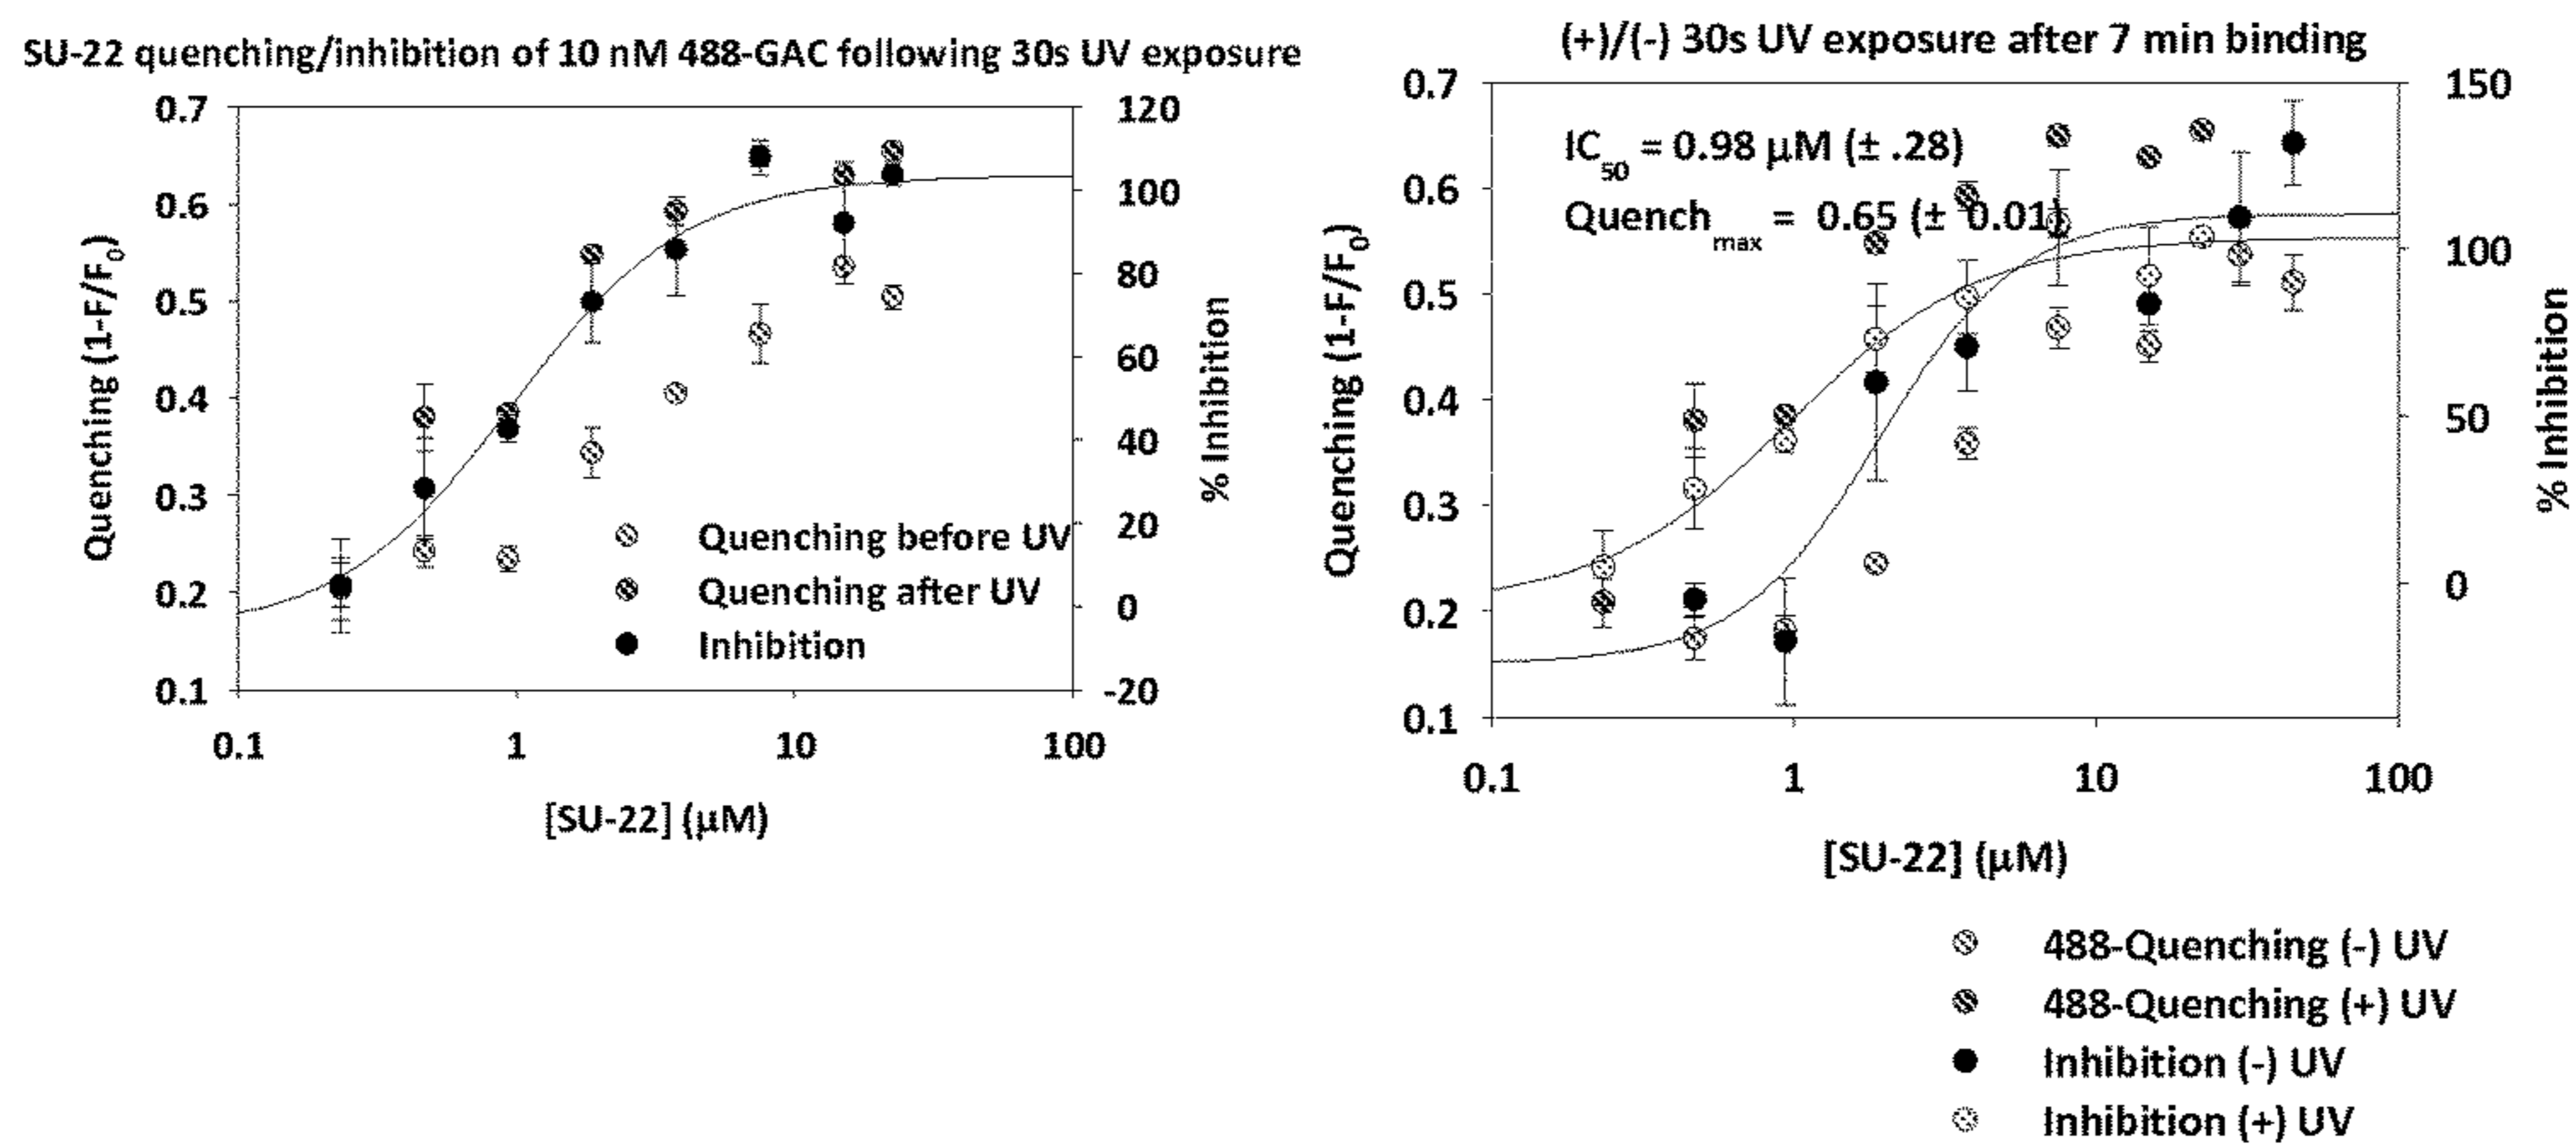 SU-22 quenching/inhibition of 10 nM 488-GAC following 30s UV exposure
0.7
0.6
0.5
0.4
0.3
0.2
0.1
Quenching (1-F/F₀)
120
100
80
60
40
20
0
-20
% Inhibition
Quenching before UV
Quenching after UV
Inhibition
0.1 1 10 100
[SU-22] (μM)
(+)/(-) 30s UV exposure after 7 min binding
0.7
0.6
0.5
0.4
0.3
0.2
0.1
Quenching (1-F/F₀)
IC₅₀ = 0.98 μM (± .28)
Quench max = 0.65 (± 0.01)
150
100
50
0
% Inhibition
0.1 1 10 100
[SU-22] (μM)
488-Quenching (-) UV
488-Quenching (+) UV
Inhibition (-) UV
Inhibition (+) UV